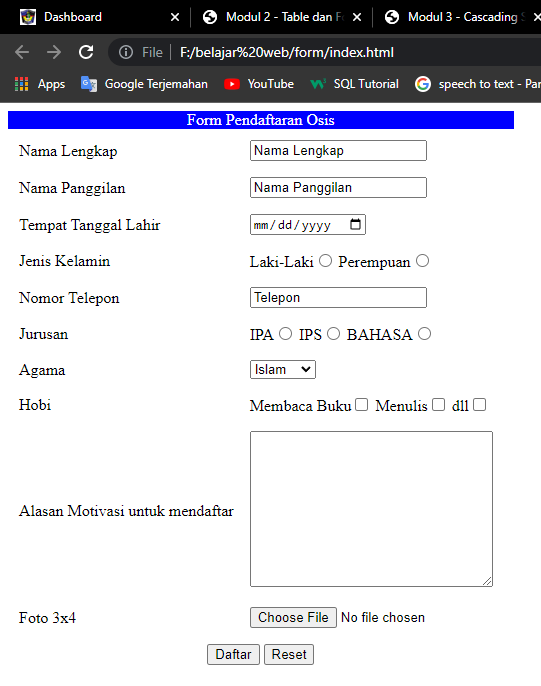 Dashboard Modul 2 - Table dan F Modul 3 - Cascading S
File F:/belajar%20web/form/index.html
Apps Google Terjemahan YouTube SQL Tutorial speech to text - Par
Form Pendaftaran Osis
Nama Lengkap Nama Lengkap
Nama Panggilan Nama Panggilan
Tempat Tanggal Lahir mm/dd/yyyy
Jenis Kelamin Laki-Laki Perempuan
Nomor Telepon Telepon
Jurusan IPA IPS BAHASA
Agama Islam
Hobi Membaca Buku Menulis dll
Alasan Motivasi untuk mendaftar
Foto 3x4 Choose File No file chosen
Daftar Reset